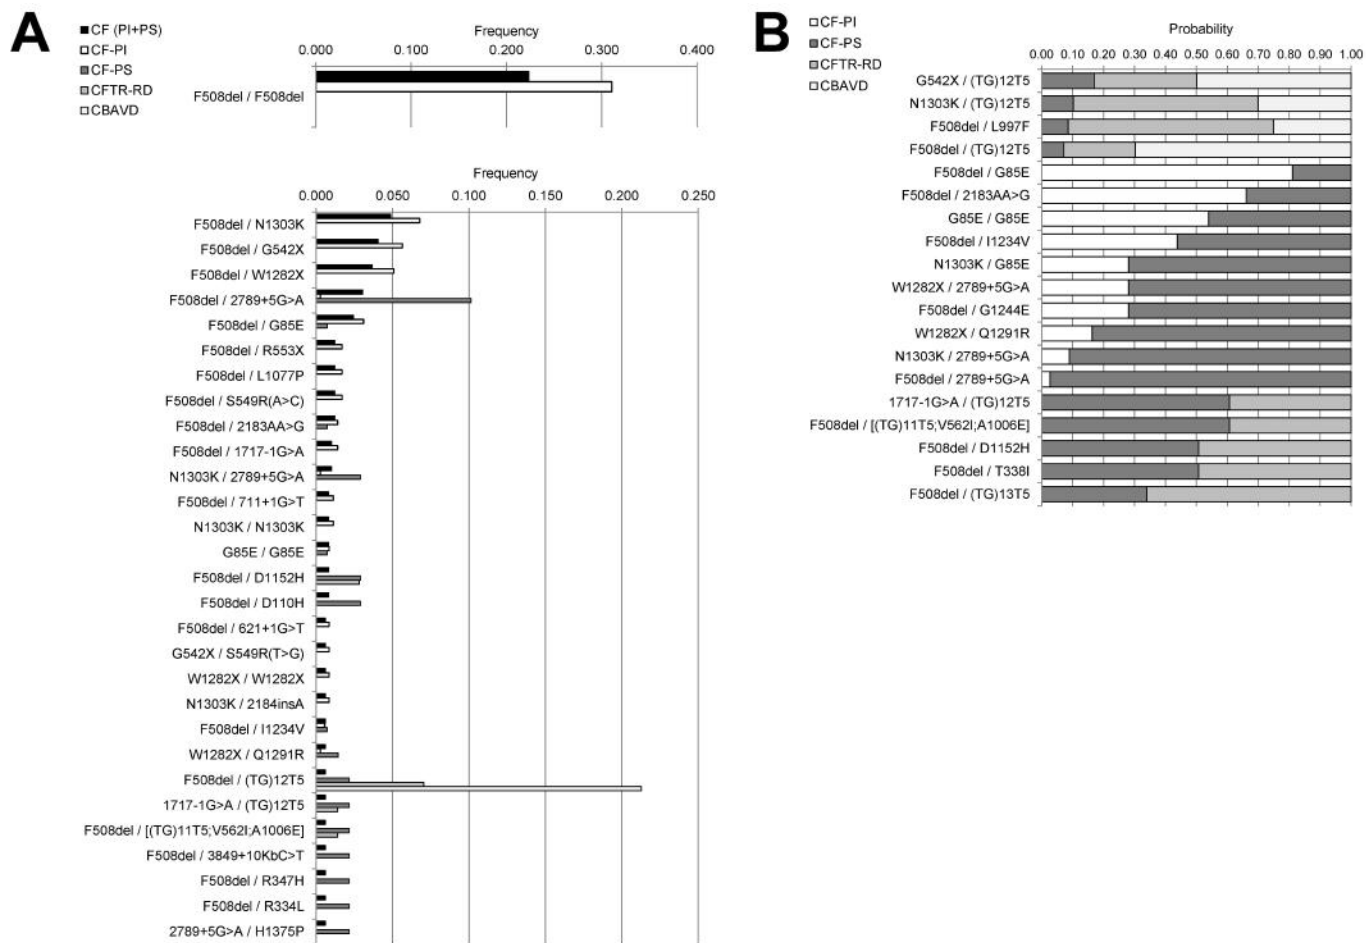 A
CF (PI+PS)
CF-PI
CF-PS
CFTR-RD
CBAVD
Frequency
0.000 0.100 0.200 0.300 0.400
F508del / F508del
Frequency
0.000 0.050 0.100 0.150 0.200 0.250
F508del / N1303K
F508del / G542X
F508del / W1282X
F508del / 2789+5G>A
F508del / G85E
F508del / R553X
F508del / L1077P
F508del / S549R(A>C)
F508del / 2183AA>G
F508del / 1717-1G>A
N1303K / 2789+5G>A
F508del / 711+1G>T
N1303K / N1303K
G85E / G85E
F508del / D1152H
F508del / D110H
F508del / 621+1G>T
G542X / S549R(T>G)
W1282X / W1282X
N1303K / 2184insA
F508del / I1234V
W1282X / Q1291R
F508del / (TG)12T5
1717-1G>A / (TG)12T5
F508del / [(TG)11T5;V562I;A1006E]
F508del / 3849+10KbC>T
F508del / R347H
F508del / R334L
2789+5G>A / H1375P
B
CF-PI
CF-PS
CFTR-RD
CBAVD
Probability
0.00 0.10 0.20 0.30 0.40 0.50 0.60 0.70 0.80 0.90 1.00
G542X / (TG)12T5
N1303K / (TG)12T5
F508del / L997F
F508del / (TG)12T5
F508del / G85E
F508del / 2183AA>G
G85E / G85E
F508del / I1234V
N1303K / G85E
W1282X / 2789+5G>A
F508del / G1244E
W1282X / Q1291R
N1303K / 2789+5G>A
F508del / 2789+5G>A
1717-1G>A / (TG)12T5
F508del / [(TG)11T5;V562I;A1006E]
F508del / D1152H
F508del / T338I
F508del / (TG)13T5